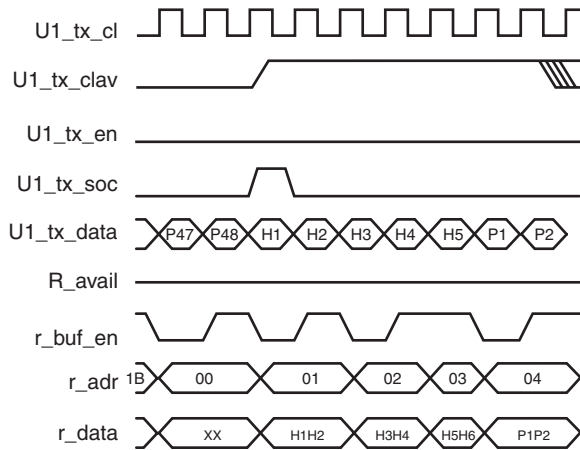 U1_tx_cl
U1_tx_clav
U1_tx_en
U1_tx_soc
U1_tx_data P47 P48 H1 H2 H3 H4 H5 P1 P2
R_avail
r_buf_en
r_adr 1B 00 01 02 03 04
r_data XX H1H2 H3H4 H5H6 P1P2